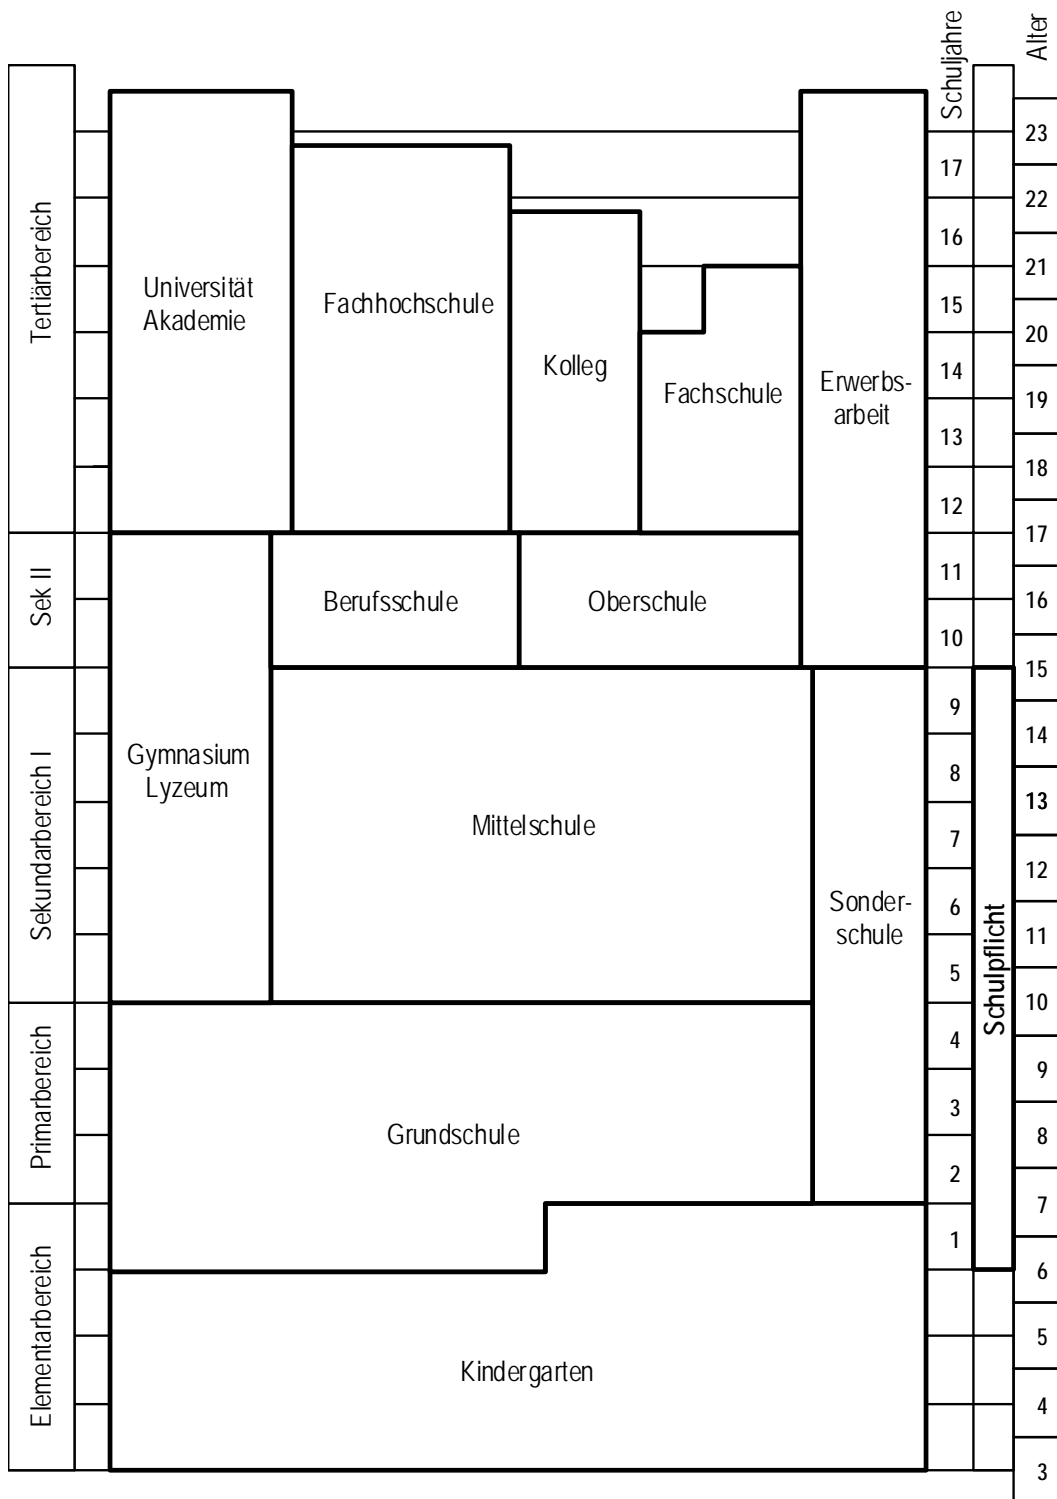 Schuljahre
Alter
Tertiärbereich
Sek II
Sekundarbereich I
Primarbereich
Elementarbereich
Universität
Akademie
Fachhochschule
Kolleg
Fachschule
Erwerbs-
arbeit
Berufsschule
Oberschule
Gymnasium
Lyzeum
Mittelschule
Sonder-
schule
Grundschule
Kindergarten
17
16
15
14
13
12
11
10
9
8
7
6
5
4
3
2
1
Schulpflicht
23
22
21
20
19
18
17
16
15
14
13
12
11
10
9
8
7
6
5
4
3